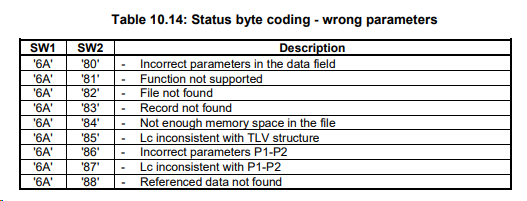 Table 10.14: Status byte coding - wrong parameters
SW1 SW2 Description
'6A' '80' - Incorrect parameters in the data field
'6A' '81' - Function not supported
'6A' '82' - File not found
'6A' '83' - Record not found
'6A' '84' - Not enough memory space in the file
'6A' '85' - Lc inconsistent with TLV structure
'6A' '86' - Incorrect parameters P1-P2
'6A' '87' - Lc inconsistent with P1-P2
'6A' '88' - Referenced data not found